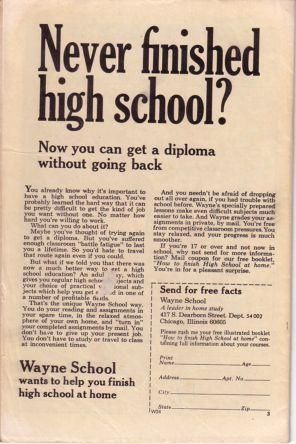 Never finished
high school?
Now you can get a diploma
without going back
You already know why it's important to
have a high school education. You've
probably learned the hard way that it can
be pretty difficult to get the kind of job
you want without one. No matter how
hard you're willing to work.
What can you do about it?
Maybe you've thought of trying again
to get a diploma. But you've suffered
enough classroom "battle fatigue" to last
you a lifetime. So you'd hate to travel
that route again even if you could.
But what if we told you that there was
now a much better way to get a high
school education? An adult way, which
gives you regular high school subjects and
your choice of practical sional sub-
jects which help you get d in one of
a number of profitable fields.
That's the unique Wayne School way.
You do your reading and assignments in
your spare time, in the relaxed atmos-
phere of your own home, and "turn in"
your completed assignments by mail. You
don't have to give up your present job.
You don't have to study or travel to class
at inconvenient times.
Wayne School
wants to help you finish
high school at home
And you needn't be afraid of dropping
out all over again, if you had trouble with
school before. Wayne's specially prepared
lessons make even difficult subjects much
easier to take. And Wayne grades your as-
signments in private, by mail. You're free
from competitive classroom pressures. You
stay relaxed, and your progress is much
smoother.
If you're 17 or over and not now in
school, why not send for more informa-
tion? Mail coupon for our free booklet,
"How to finish High School at home."
You're in for a pleasant surprise.
Send for free facts
Wayne School
A leader in home study
417 S. Dearborn Street, Dept. 54 002
Chicago, Illinois 60605
Please rush me your free illustrated booklet
"How to finish High School at home" con-
taining full information about your courses.
Print
Name Age
Address Apt. No.
City
State Zip
W24 3